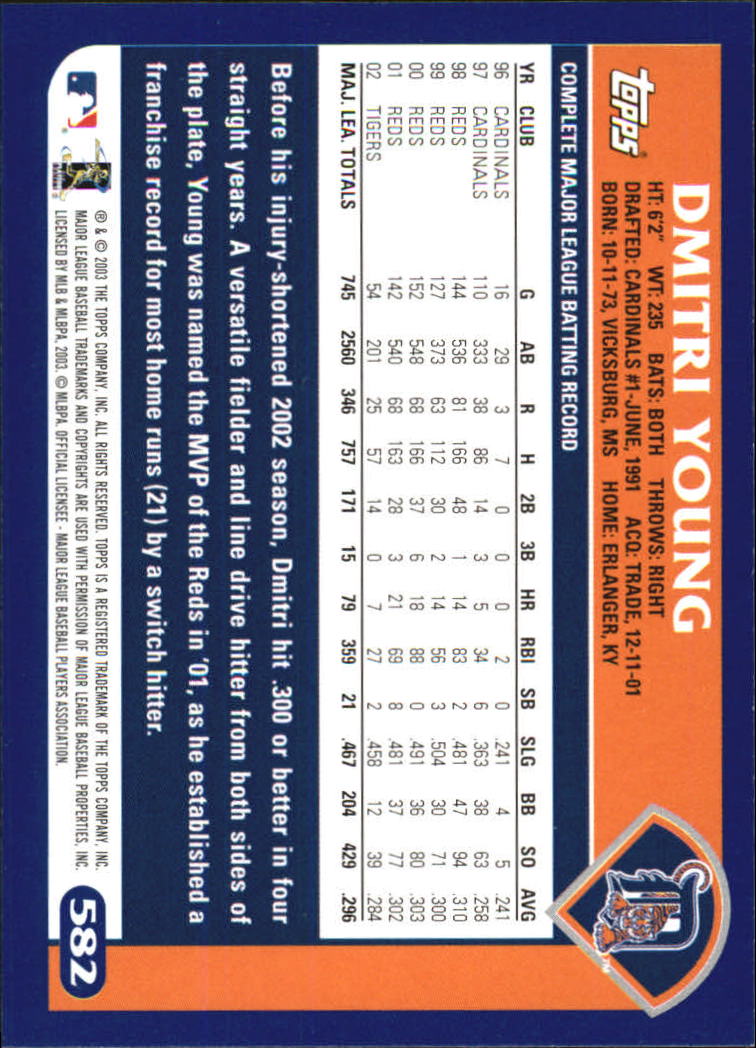 DMITRI YOUNG
topps®
HT: 6'2" WT: 235 BATS: BOTH THROWS: RIGHT
DRAFTED: CARDINALS #1-JUNE, 1991 ACQ: TRADE, 12-11-01
BORN: 10-11-73, VICKSBURG, MS HOME: ERLANGER, KY
D
TM
COMPLETE MAJOR LEAGUE BATTING RECORD
YR CLUB G AB R H 2B 3B HR RBI SB SLG BB SO AVG
96 CARDINALS 16 29 3 7 0 0 0 2 0 .241 4 5 .241
97 CARDINALS 110 333 38 86 14 3 5 34 6 .363 38 63 .258
98 REDS 144 536 81 166 48 1 14 83 2 .481 47 94 .310
99 REDS 127 373 63 112 30 2 14 56 3 .504 30 71 .300
00 REDS 152 548 68 166 37 6 18 88 0 .491 36 80 .303
01 REDS 142 540 68 163 28 3 21 69 8 .481 37 77 .302
02 TIGERS 54 201 25 57 14 0 7 27 2 .458 12 39 .284
MAJ. LEA. TOTALS 745 2560 346 757 171 15 79 359 21 .467 204 429 .296
Before his injury-shortened 2002 season, Dmitri hit .300 or better in four
straight years. A versatile fielder and line drive hitter from both sides of
the plate, Young was named the MVP of the Reds in '01, as he established a
franchise record for most home runs (21) by a switch hitter.
® & © 2003 THE TOPPS COMPANY, INC. ALL RIGHTS RESERVED. TOPPS IS A REGISTERED TRADEMARK OF THE TOPPS COMPANY, INC.
MAJOR LEAGUE BASEBALL TRADEMARKS AND COPYRIGHTS ARE USED WITH PERMISSION OF MAJOR LEAGUE BASEBALL PROPERTIES, INC.
LICENSED BY MLB & MLBPA, 2003. © MLBPA. OFFICIAL LICENSEE - MAJOR LEAGUE BASEBALL PLAYERS ASSOCIATION.
582